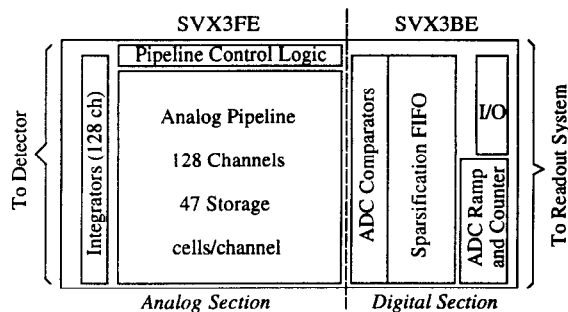 SVX3FE
SVX3BE
Pipeline Control Logic
To Detector
Integrators (128 ch)
Analog Pipeline
128 Channels
47 Storage
cells/channel
ADC Comparators
Sparsification FIFO
I/O
ADC Ramp
and Counter
To Readout System
Analog Section
Digital Section